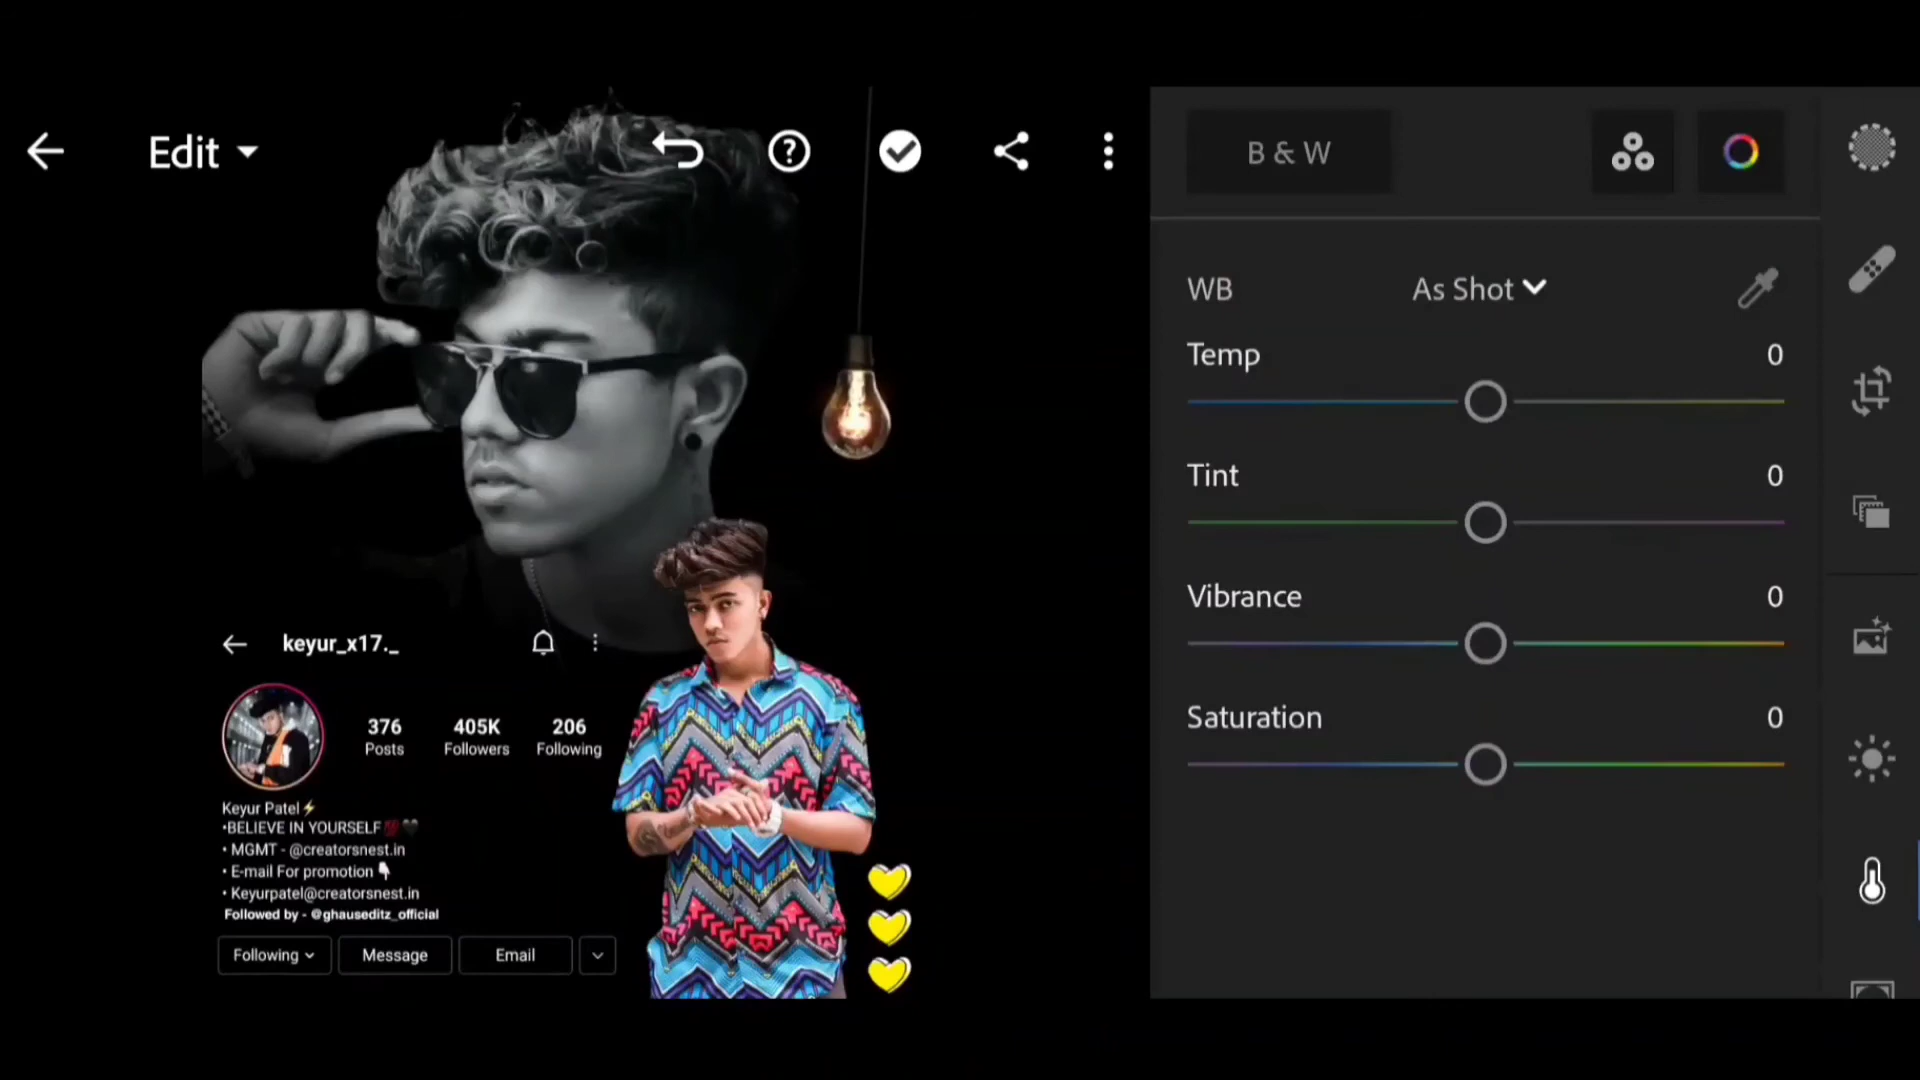 Edit
B & W
WB
As Shot
Temp
0
Tint
0
Vibrance
0
Saturation
0
keyur_x17._
376
405K
206
Posts
Followers
Following
Keyur Patel⚡
•BELIEVE IN YOURSELF💯🖤
• MGMT - @creatorsnest.in
• E-mail For promotion 👇
• Keyurpatel@creatorsnest.in
Followed by - @ghauseditz_official
Following
Message
Email